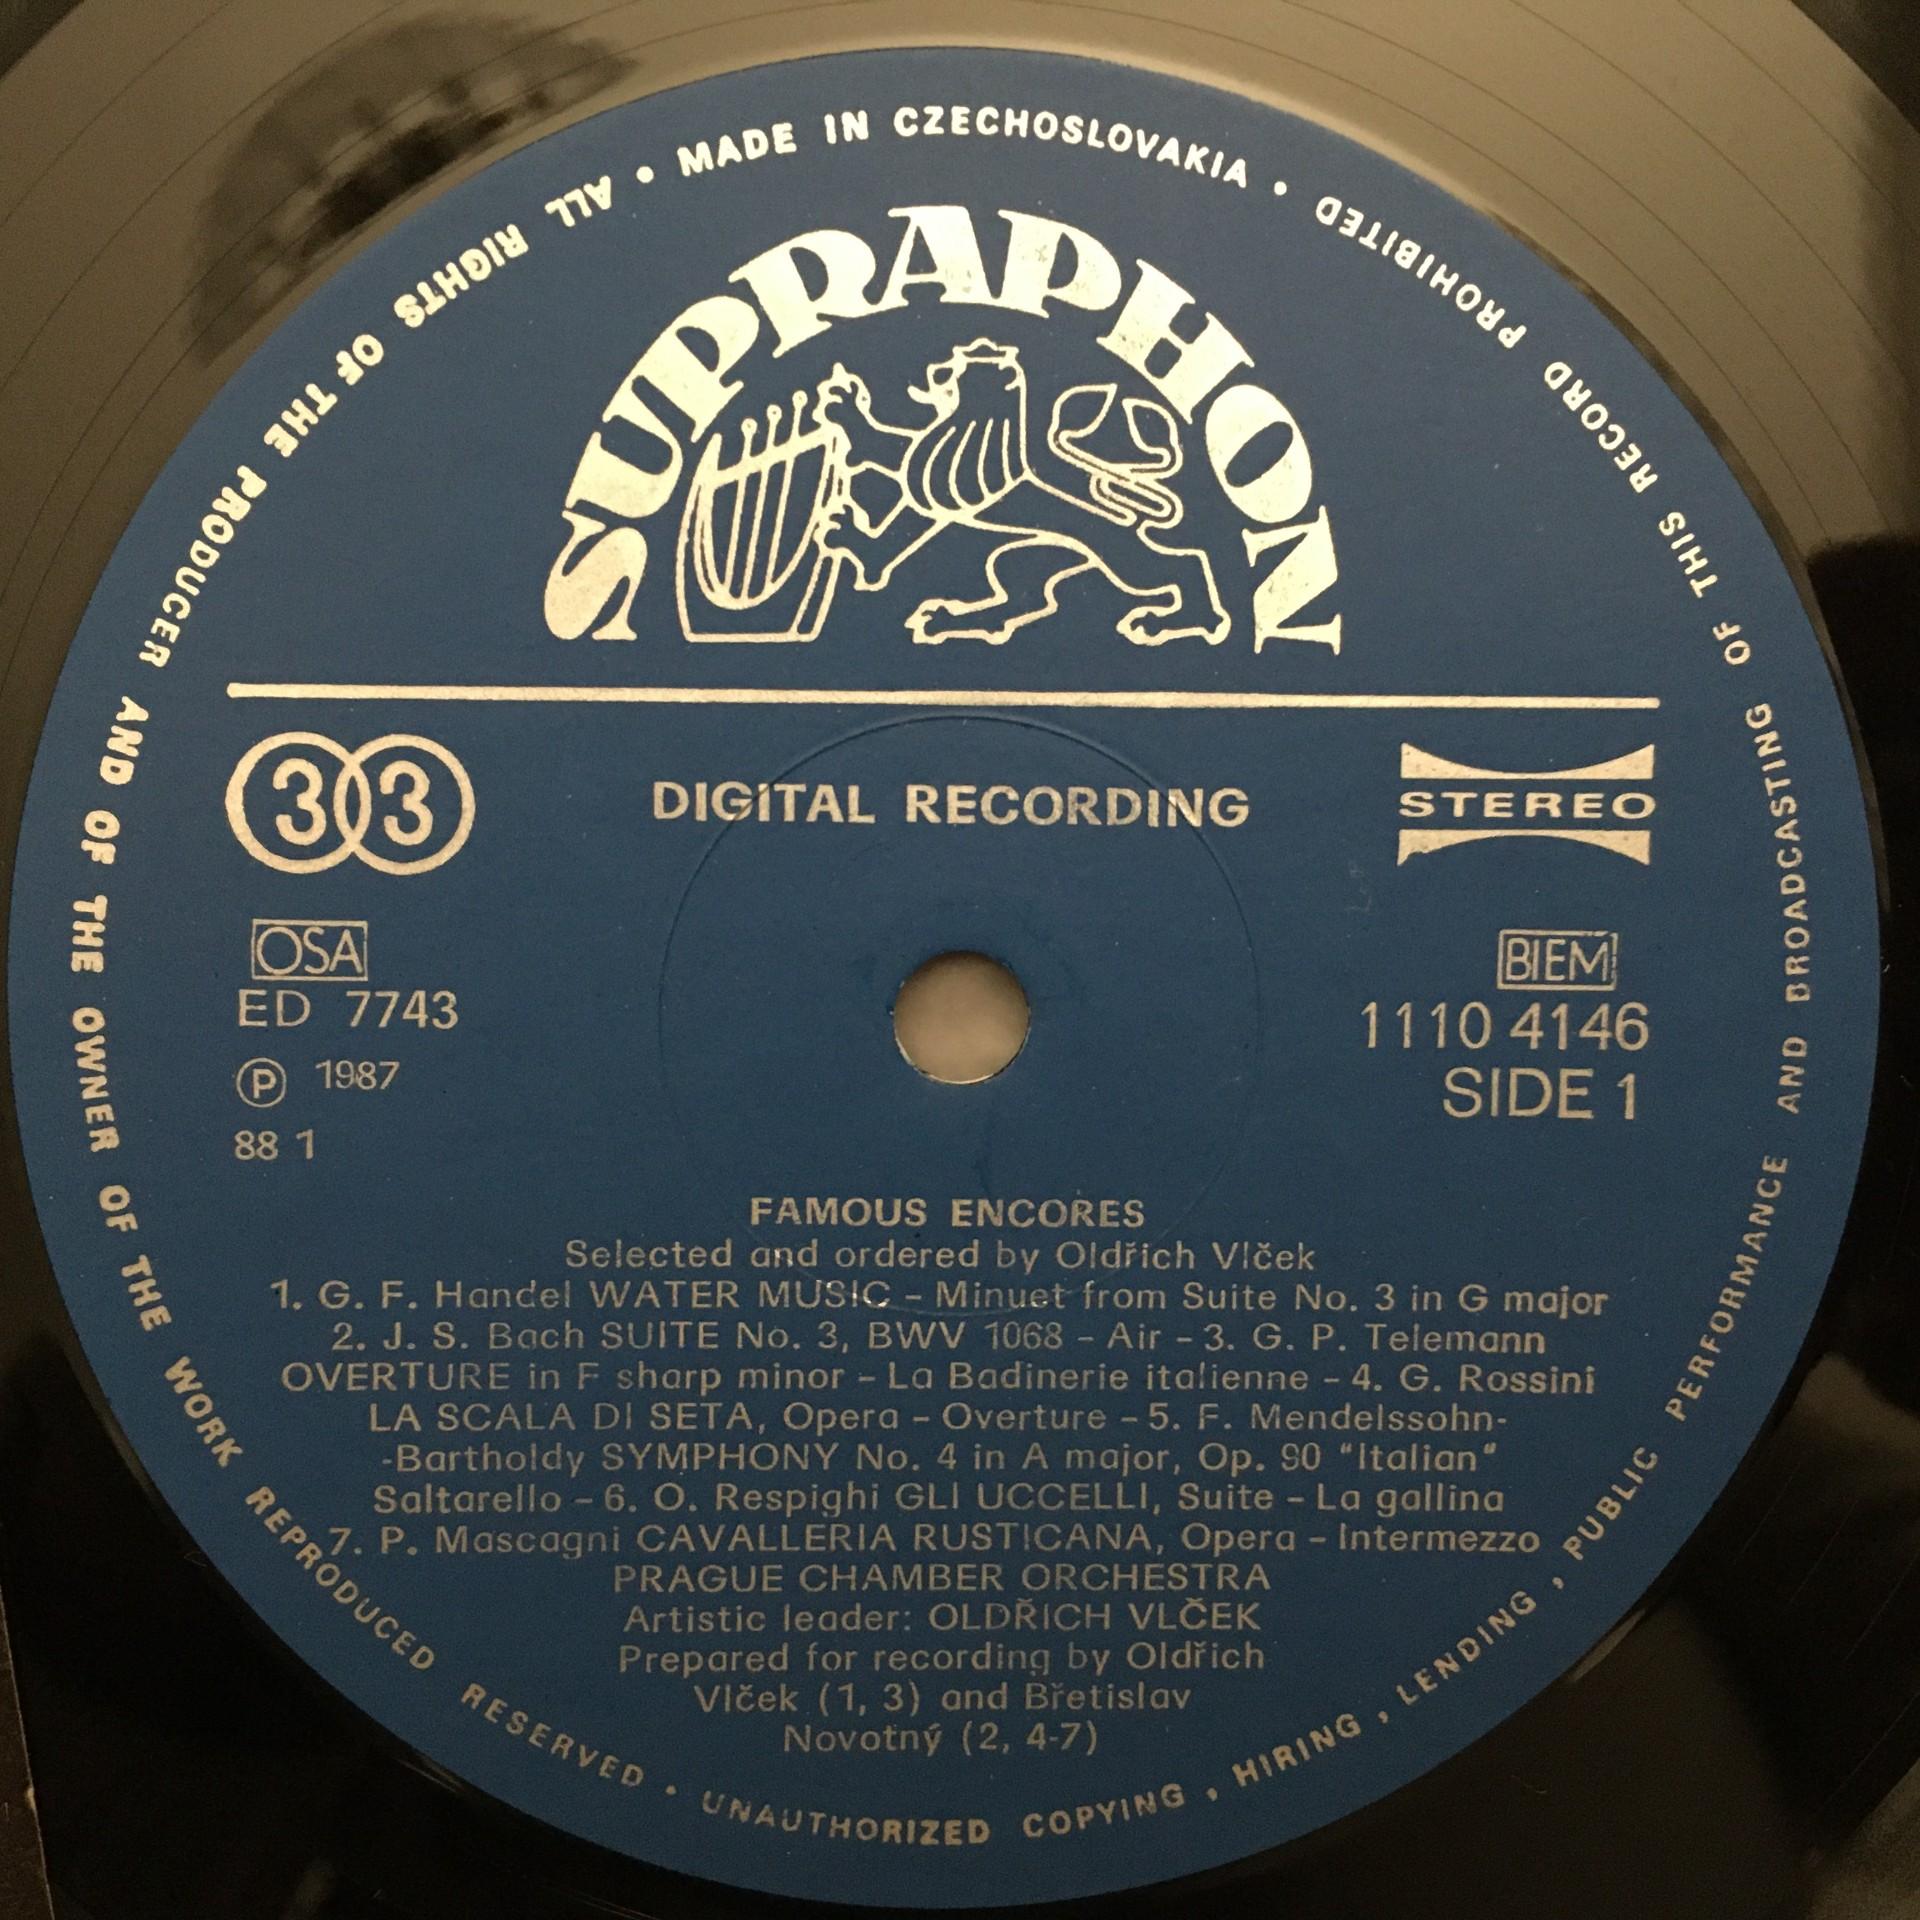 ALL RIGHTS OF THE PRODUCER AND OF THE OWNER OF THE WORK REPRODUCED RESERVED • UNAUTHORIZED COPYING, HIRING, LENDING, PUBLIC PERFORMANCE AND BROADCASTING OF THIS RECORD PROHIBITED •
MADE IN CZECHOSLOVAKIA •
SUPRAPHON
33
DIGITAL RECORDING
STEREO
OSA
BIEM
ED 7743
1110 4146
Ⓟ 1987
SIDE 1
88 1
FAMOUS ENCORES
Selected and ordered by Oldřich Vlček
1. G. F. Handel WATER MUSIC – Minuet from Suite No. 3 in G major
2. J. S. Bach SUITE No. 3, BWV 1068 – Air – 3. G. P. Telemann
OVERTURE in F sharp minor – La Badinerie italienne – 4. G. Rossini
LA SCALA DI SETA, Opera – Overture – 5. F. Mendelssohn-
-Bartholdy SYMPHONY No. 4 in A major, Op. 90 "Italian"
Saltarello – 6. O. Respighi GLI UCCELLI, Suite – La gallina
7. P. Mascagni CAVALLERIA RUSTICANA, Opera – Intermezzo
PRAGUE CHAMBER ORCHESTRA
Artistic leader: OLDŘICH VLČEK
Prepared for recording by Oldřich
Vlček (1, 3) and Břetislav
Novotný (2, 4-7)